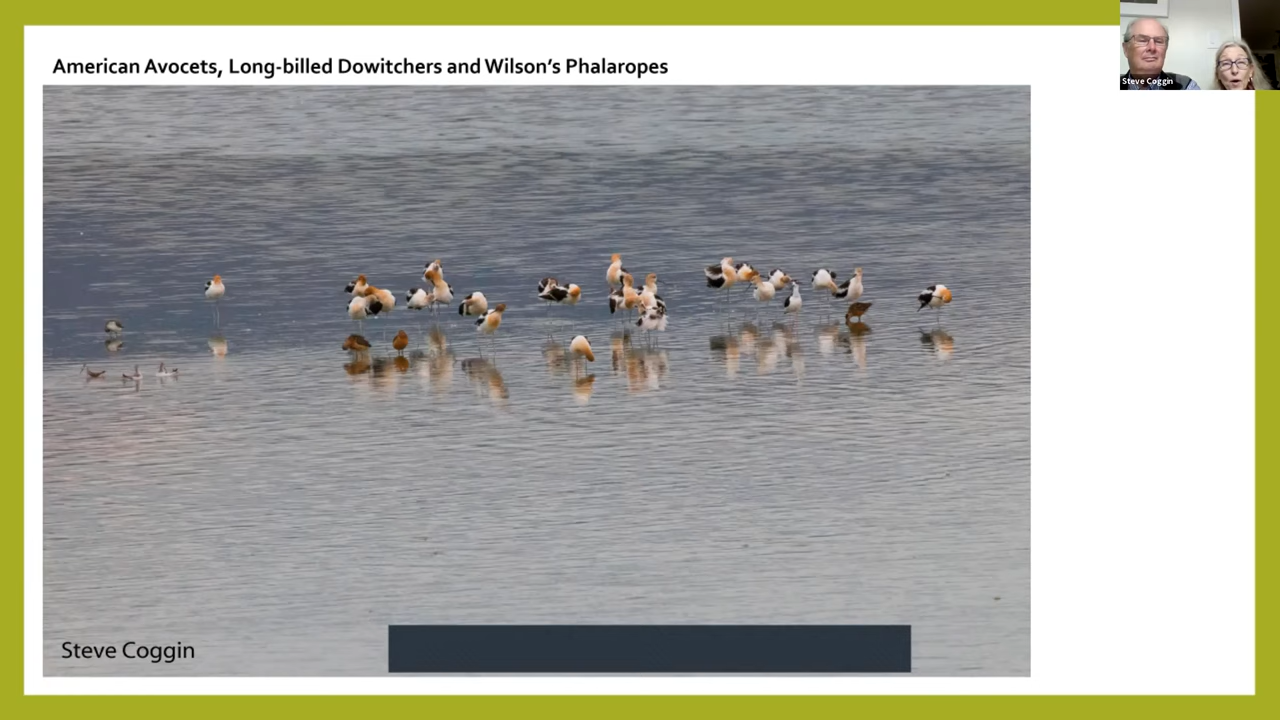 American Avocets, Long-billed Dowitchers and Wilson's Phalaropes
Steve Coggin
Steve Coggin